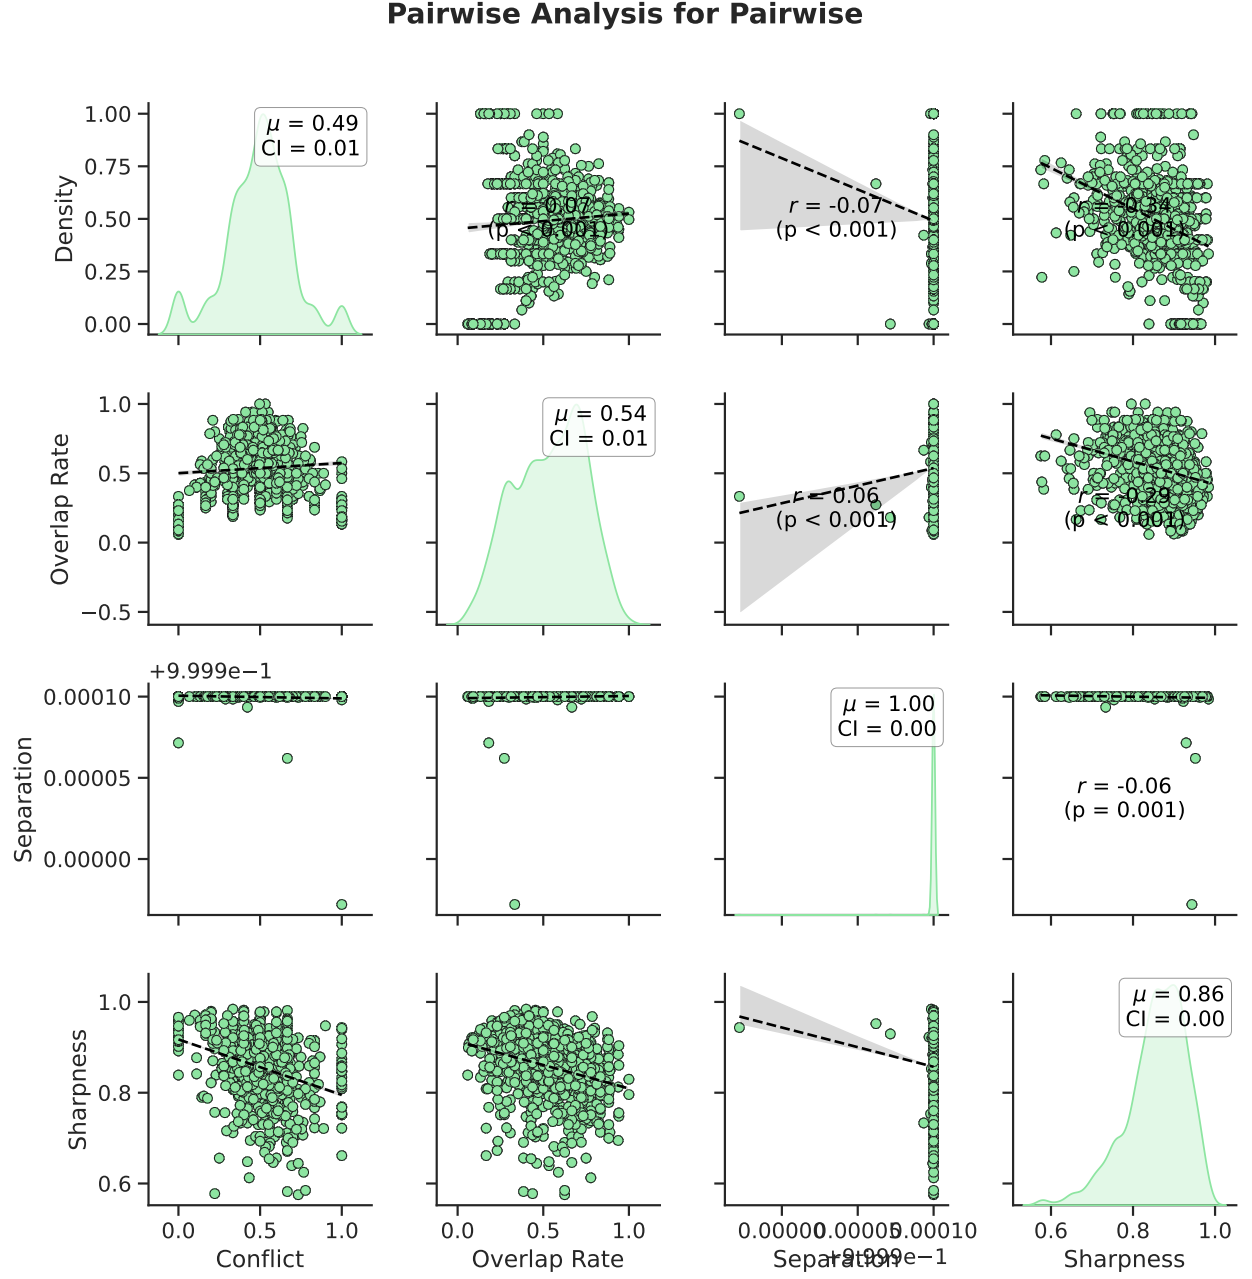 Pairwise Analysis for Pairwise
1.00
0.75
0.50
0.25
0.00
Density
μ = 0.49
CI = 0.01
r = 0.07
(p < 0.001)
r = -0.07
(p < 0.001)
r = -0.34
(p < 0.001)
1.0
0.5
0.0
−0.5
Overlap Rate
μ = 0.54
CI = 0.01
r = 0.06
(p < 0.001)
r = -0.29
(p < 0.001)
+9.999e−1
0.00010
0.00005
0.00000
Separation
μ = 1.00
CI = 0.00
r = -0.06
(p = 0.001)
1.0
0.8
0.6
Sharpness
μ = 0.86
CI = 0.00
0.0 0.5 1.0
Conflict
0.0 0.5 1.0
Overlap Rate
0.00000 0.00005 0.00010
Separation
+9.999e−1
0.6 0.8 1.0
Sharpness